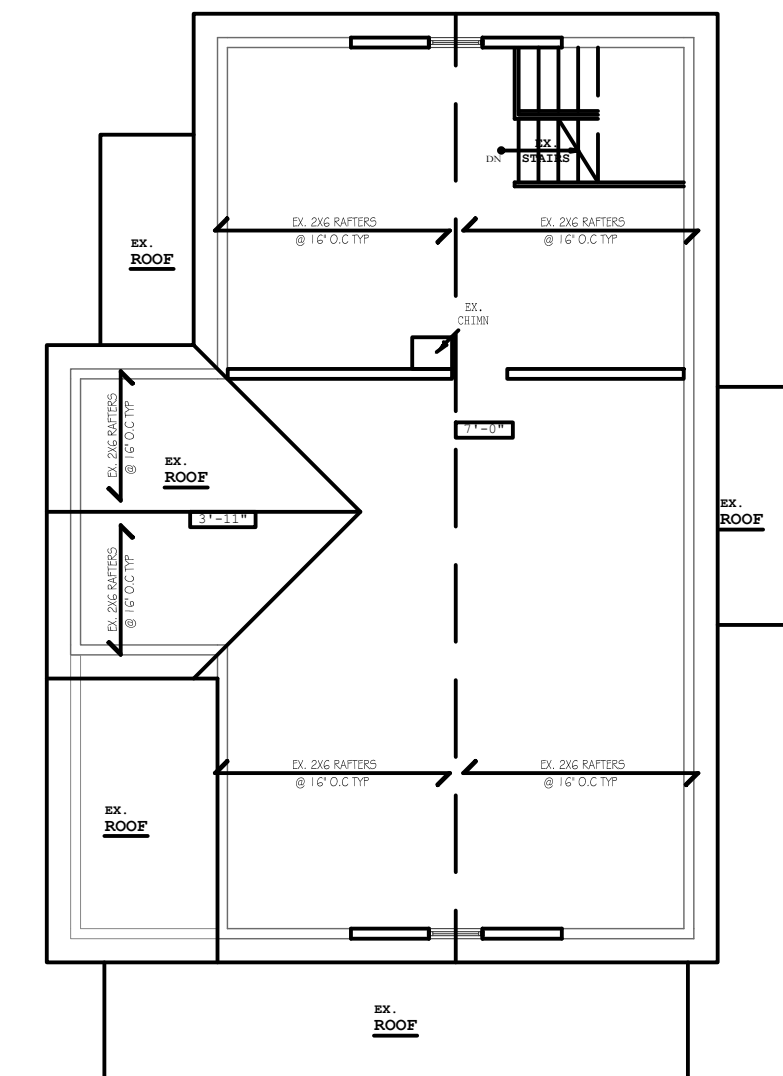 EX.
STAIRS
DN
EX. 2X6 RAFTERS
@ 16" O.C TYP
EX. 2X6 RAFTERS
@ 16" O.C TYP
EX.
ROOF
EX.
CHIMN
EX. 2X6 RAFTERS
@ 16" O.C TYP
7'-0"
EX.
ROOF
EX.
ROOF
3'-11"
EX. 2X6 RAFTERS
@ 16" O.C TYP
EX. 2X6 RAFTERS
@ 16" O.C TYP
EX. 2X6 RAFTERS
@ 16" O.C TYP
EX.
ROOF
EX.
ROOF